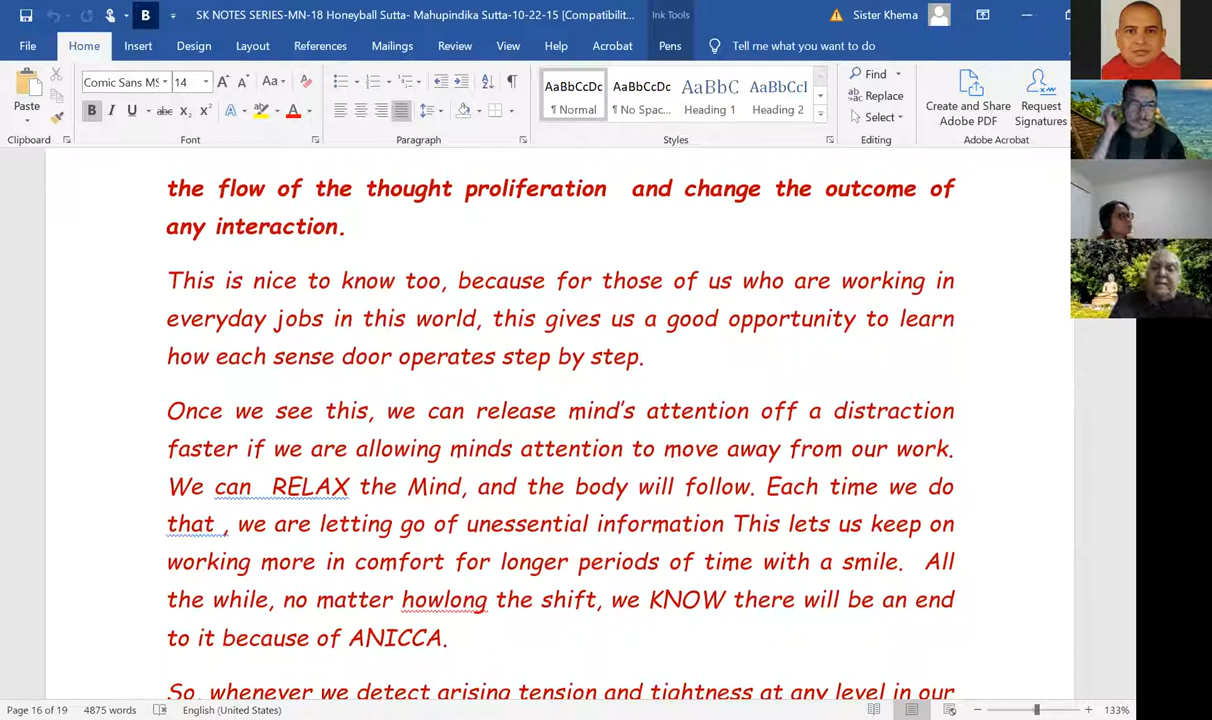 SK NOTES SERIES-MN-18 Honeyball Sutta- Mahupindika Sutta-10-22-15 [Compatibilit...
Ink Tools
Sister Khema
File Home Insert Design Layout References Mailings Review View Help Acrobat Pens Tell me what you want to do
Paste
Comic Sans MS 14
AaBbCcDc AaBbCcDc AaBbC AaBbCcI
Normal No Spac... Heading 1 Heading 2
Find
Replace
Select
Create and Share
Adobe PDF
Request
Signatures
Clipboard Font Paragraph Styles Editing Adobe Acrobat
the flow of the thought proliferation and change the outcome of
any interaction.
This is nice to know too, because for those of us who are working in
everyday jobs in this world, this gives us a good opportunity to learn
how each sense door operates step by step.
Once we see this, we can release mind's attention off a distraction
faster if we are allowing minds attention to move away from our work.
We can RELAX the Mind, and the body will follow. Each time we do
that , we are letting go of unessential information This lets us keep on
working more in comfort for longer periods of time with a smile. All
the while, no matter howlong the shift, we KNOW there will be an end
to it because of ANICCA.
So, whenever we detect arising tension and tightness at any level in our
Page 16 of 19 4875 words English (United States) 133%